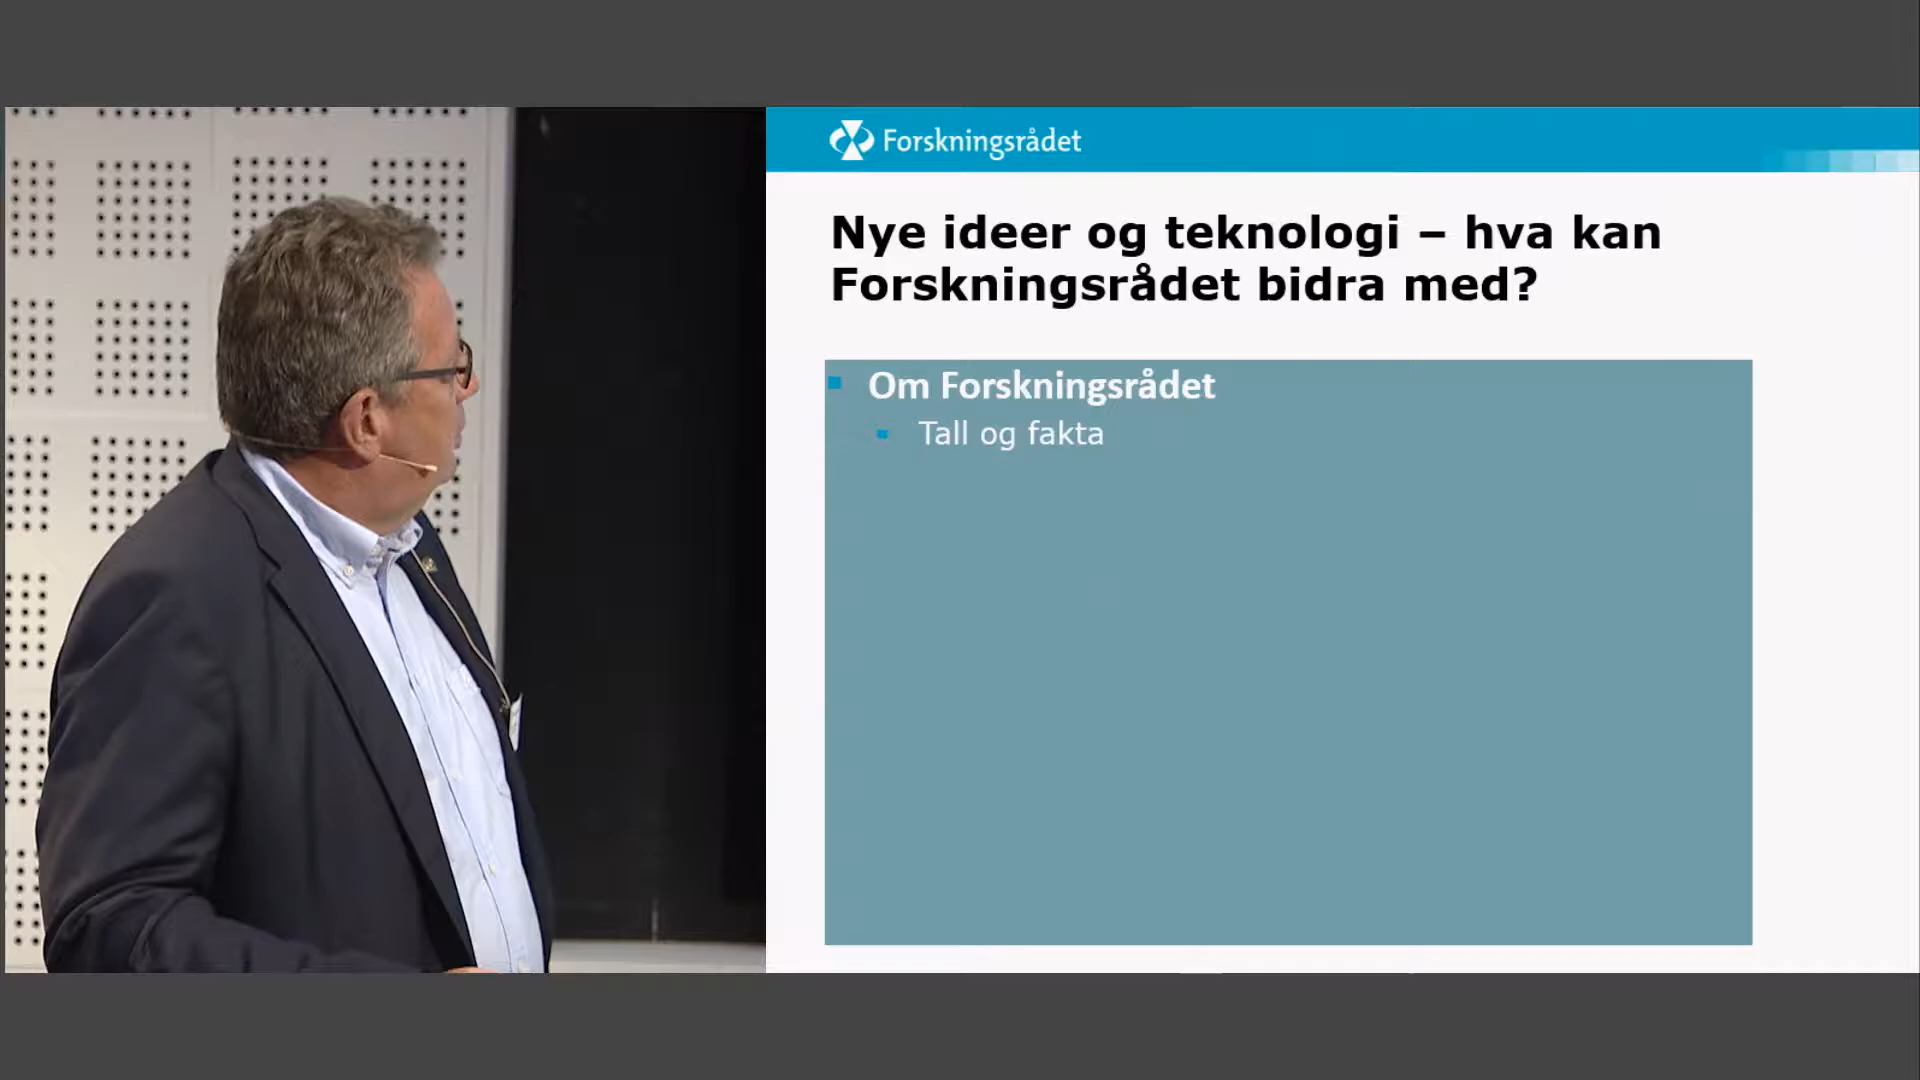 Forskningsrådet
Nye ideer og teknologi – hva kan
Forskningsrådet bidra med?
Om Forskningsrådet
Tall og fakta